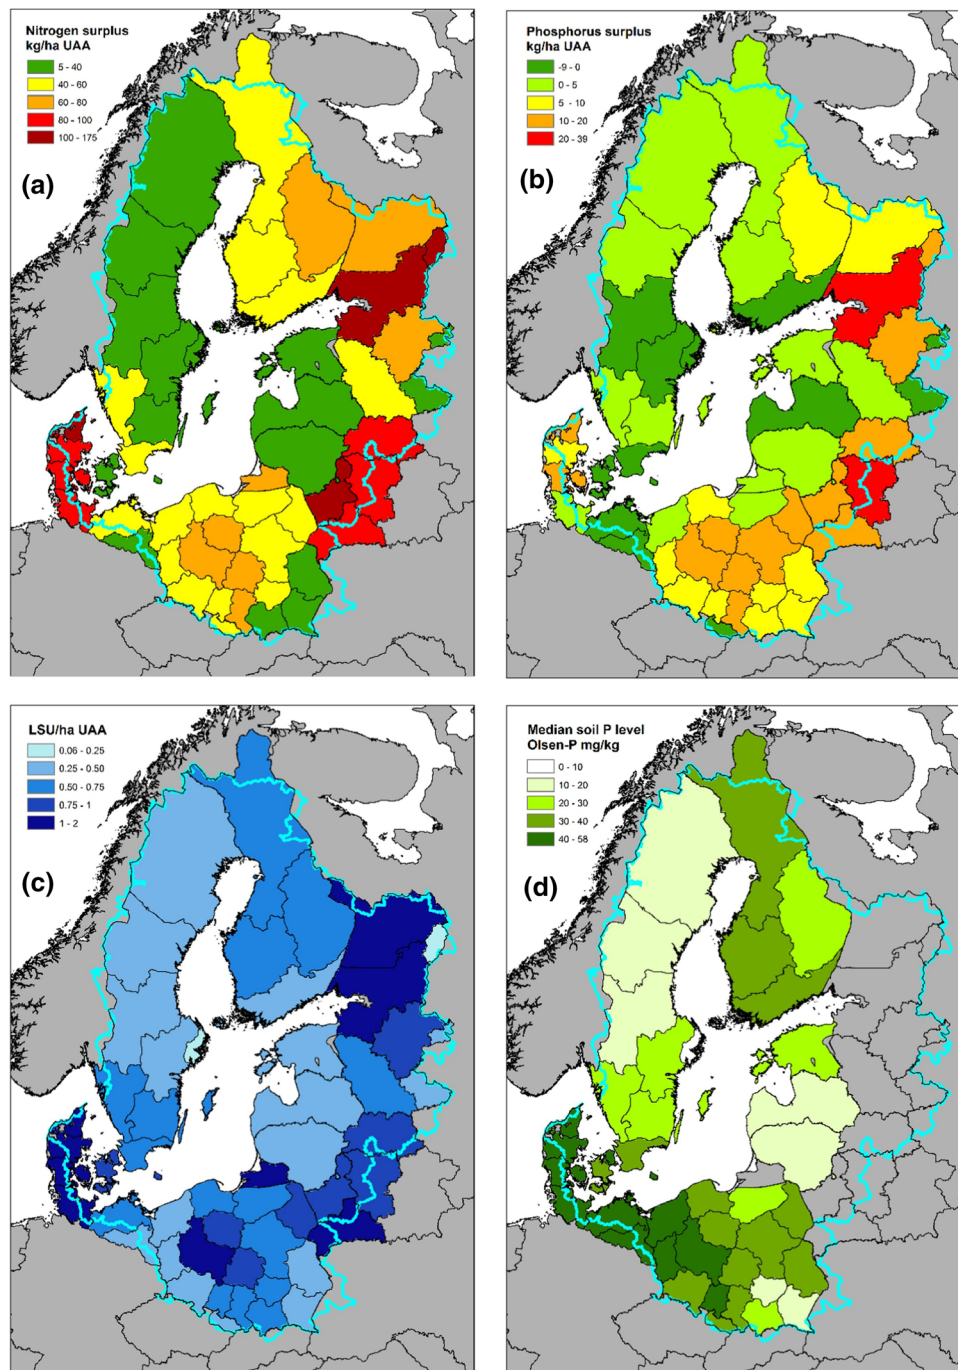 Nitrogen surplus
kg/ha UAA
5 - 40
40 - 60
60 - 80
80 - 100
100 - 175
(a)
Phosphorus surplus
kg/ha UAA
-9 - 0
0 - 5
5 - 10
10 - 20
20 - 39
(b)
LSU/ha UAA
0.06 - 0.25
0.25 - 0.50
0.50 - 0.75
0.75 - 1
1 - 2
(c)
Median soil P level
Olsen-P mg/kg
0 - 10
10 - 20
20 - 30
30 - 40
40 - 58
(d)